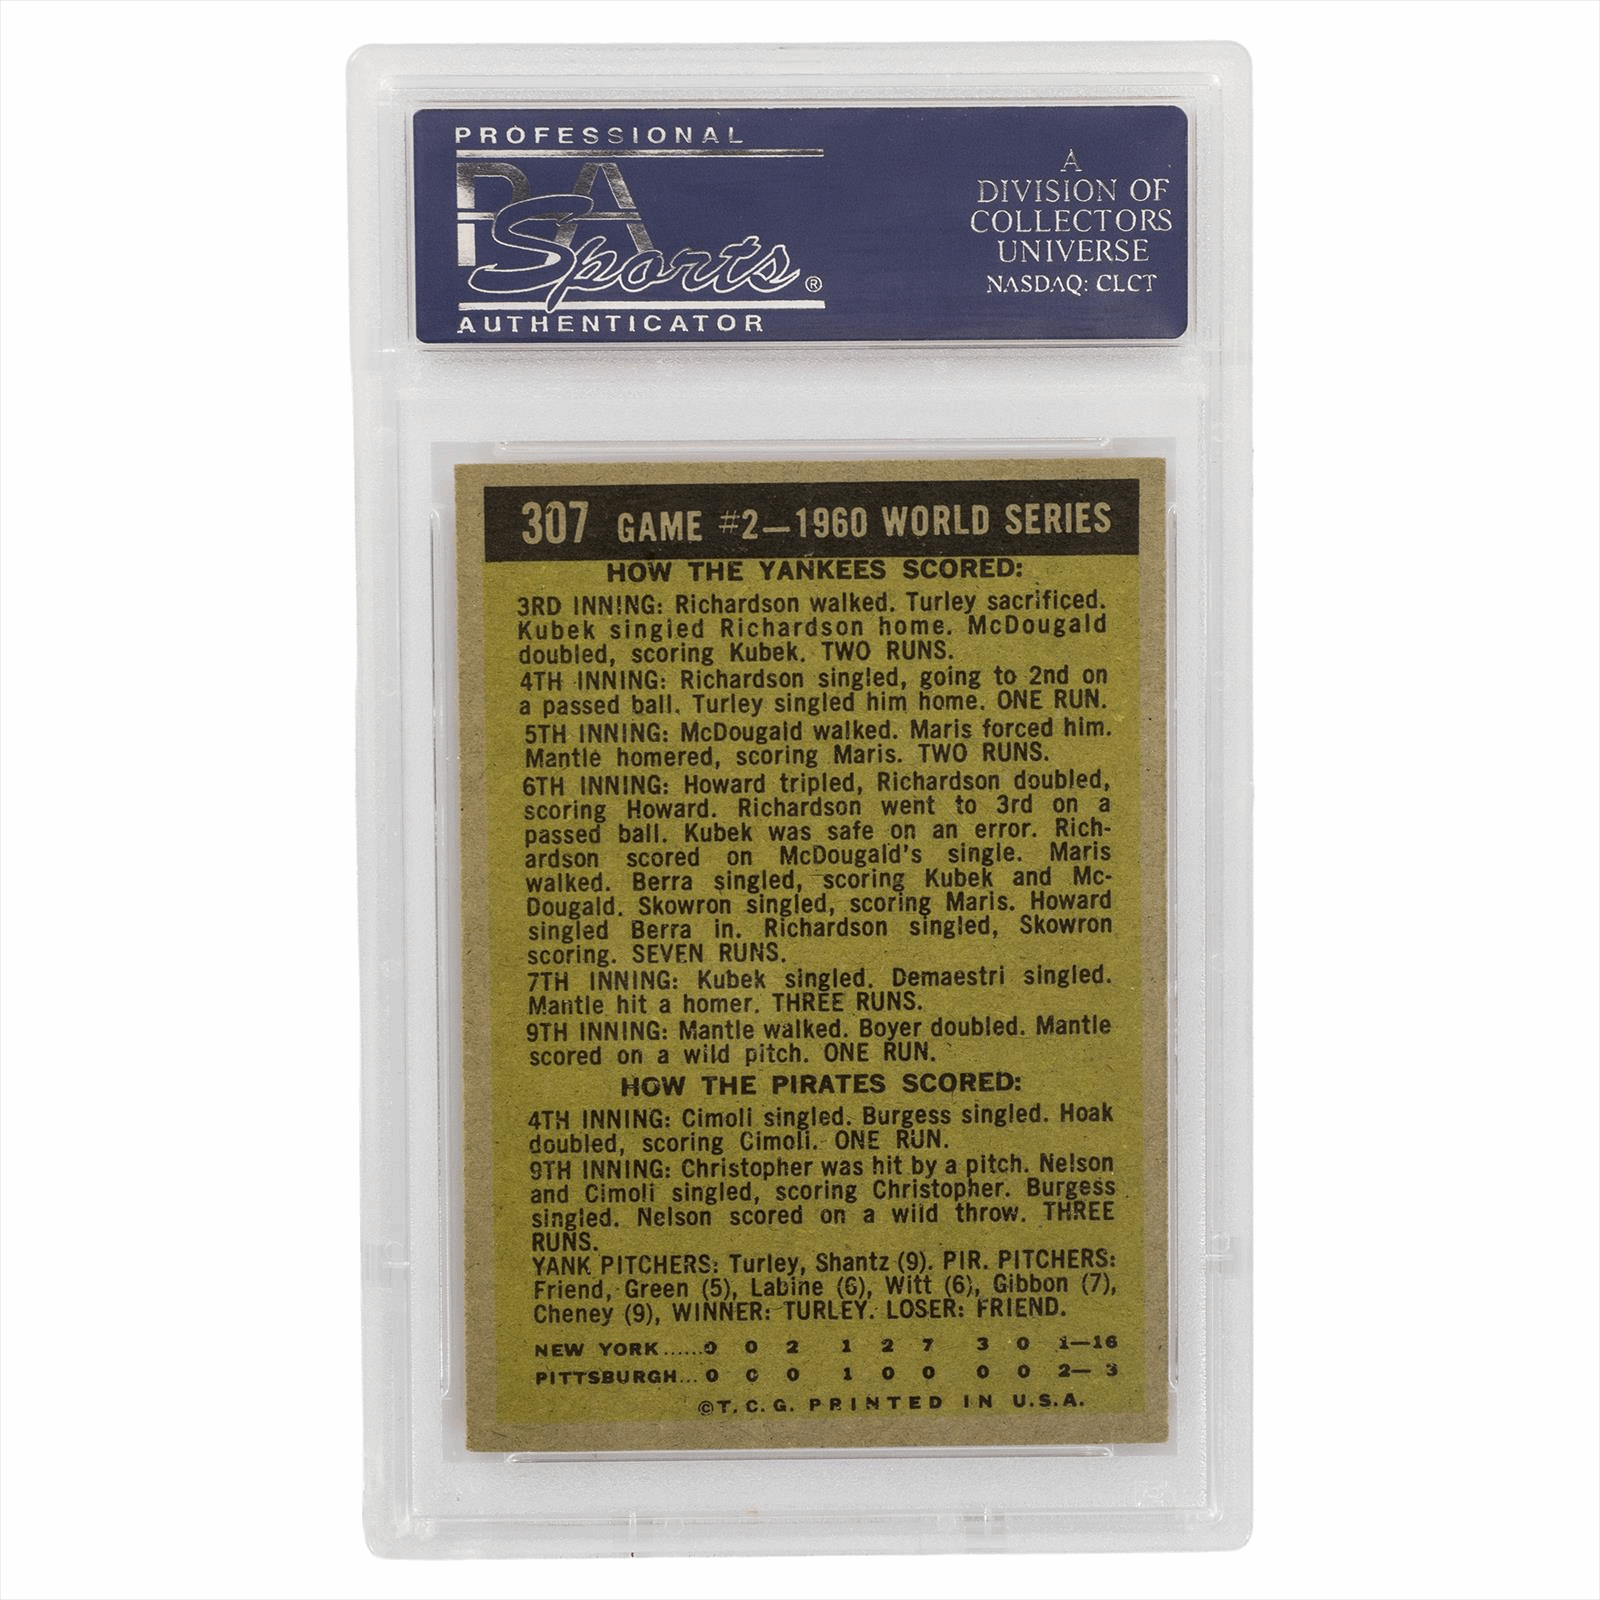 PROFESSIONAL
PSA
Sports®
AUTHENTICATOR
A
DIVISION OF
COLLECTORS
UNIVERSE
NASDAQ: CLCT
307 GAME #2—1960 WORLD SERIES
HOW THE YANKEES SCORED:
3RD INNING: Richardson walked. Turley sacrificed.
Kubek singled Richardson home. McDougald
doubled, scoring Kubek. TWO RUNS.
4TH INNING: Richardson singled, going to 2nd on
a passed ball. Turley singled him home. ONE RUN.
5TH INNING: McDougald walked. Maris forced him.
Mantle homered, scoring Maris. TWO RUNS.
6TH INNING: Howard tripled, Richardson doubled,
scoring Howard. Richardson went to 3rd on a
passed ball. Kubek was safe on an error. Rich-
ardson scored on McDougald's single. Maris
walked. Berra singled, scoring Kubek and Mc-
Dougald. Skowron singled, scoring Maris. Howard
singled Berra in. Richardson singled, Skowron
scoring. SEVEN RUNS.
7TH INNING: Kubek singled. Demaestri singled.
Mantle hit a homer. THREE RUNS.
9TH INNING: Mantle walked. Boyer doubled. Mantle
scored on a wild pitch. ONE RUN.
HOW THE PIRATES SCORED:
4TH INNING: Cimoli singled. Burgess singled. Hoak
doubled, scoring Cimoli. ONE RUN.
9TH INNING: Christopher was hit by a pitch. Nelson
and Cimoli singled, scoring Christopher. Burgess
singled. Nelson scored on a wild throw. THREE
RUNS.
YANK PITCHERS: Turley, Shantz (9). PIR. PITCHERS:
Friend, Green (5), Labine (6), Witt (6), Gibbon (7),
Cheney (9), WINNER: TURLEY. LOSER: FRIEND.
NEW YORK......0 0 2 1 2 7 3 0 1—16
PITTSBURGH...0 0 0 1 0 0 0 0 2— 3
©T. C. G. PRINTED IN U.S.A.